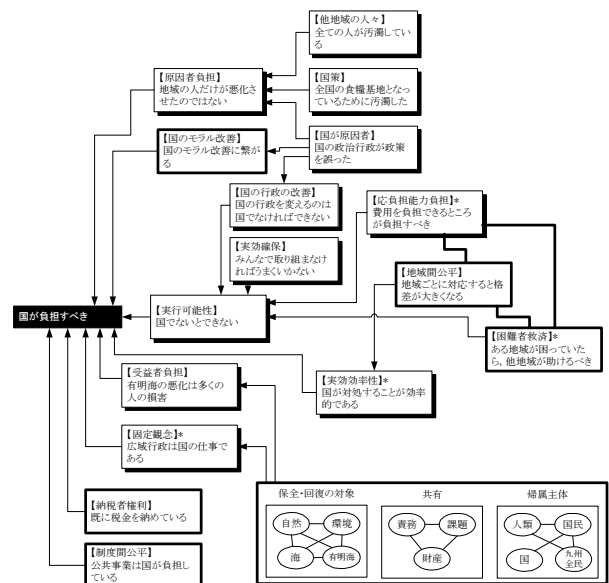 【他地域の人々】
全ての人が汚濁してい
る
【原因者負担】
地域の人だけが悪化さ
せたのではない
【国策】
全国の食糧基地となっ
ているために汚濁した
【国のモラル改善】
国のモラル改善に繋が
る
【国が原因者】
国の政治行政が政策
を誤った
【国の行政の改善】
国の行政を変えるのは
国でなければできない
【応負担能力負担】*
費用を負担できるところ
が負担すべき
【実効確保】
みんなで取り組まなけ
ればうまくいかない
【地域間公平】
地域ごとに対応すると格
差が大きくなる
国が負担すべき
【実行可能性】
国でないとできない
【困難者救済】*
ある地域が困っていた
ら，他地域が助けるべき
【受益者負担】
有明海の悪化は多くの
人の損害
【実効効率性】*
国が対処することが効率
的である
【固定観念】*
広域行政は国の仕事で
ある
【納税者権利】
既に税金を納めている
【制度間公平】
公共事業は国が負担し
ている
保全・回復の対象
自然
環境
海
有明海
共有
責務
課題
財産
帰属主体
人類
国民
国
九州
全民